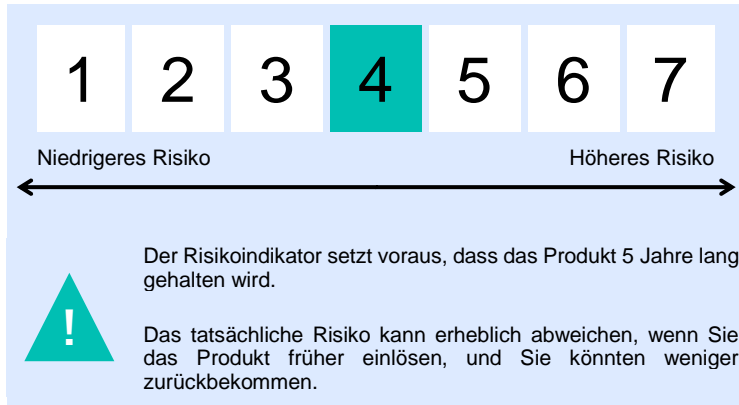 1 2 3 4 5 6 7
Niedrigeres Risiko Höheres Risiko
Der Risikoindikator setzt voraus, dass das Produkt 5 Jahre lang
gehalten wird.
!
Das tatsächliche Risiko kann erheblich abweichen, wenn Sie
das Produkt früher einlösen, und Sie könnten weniger
zurückbekommen.